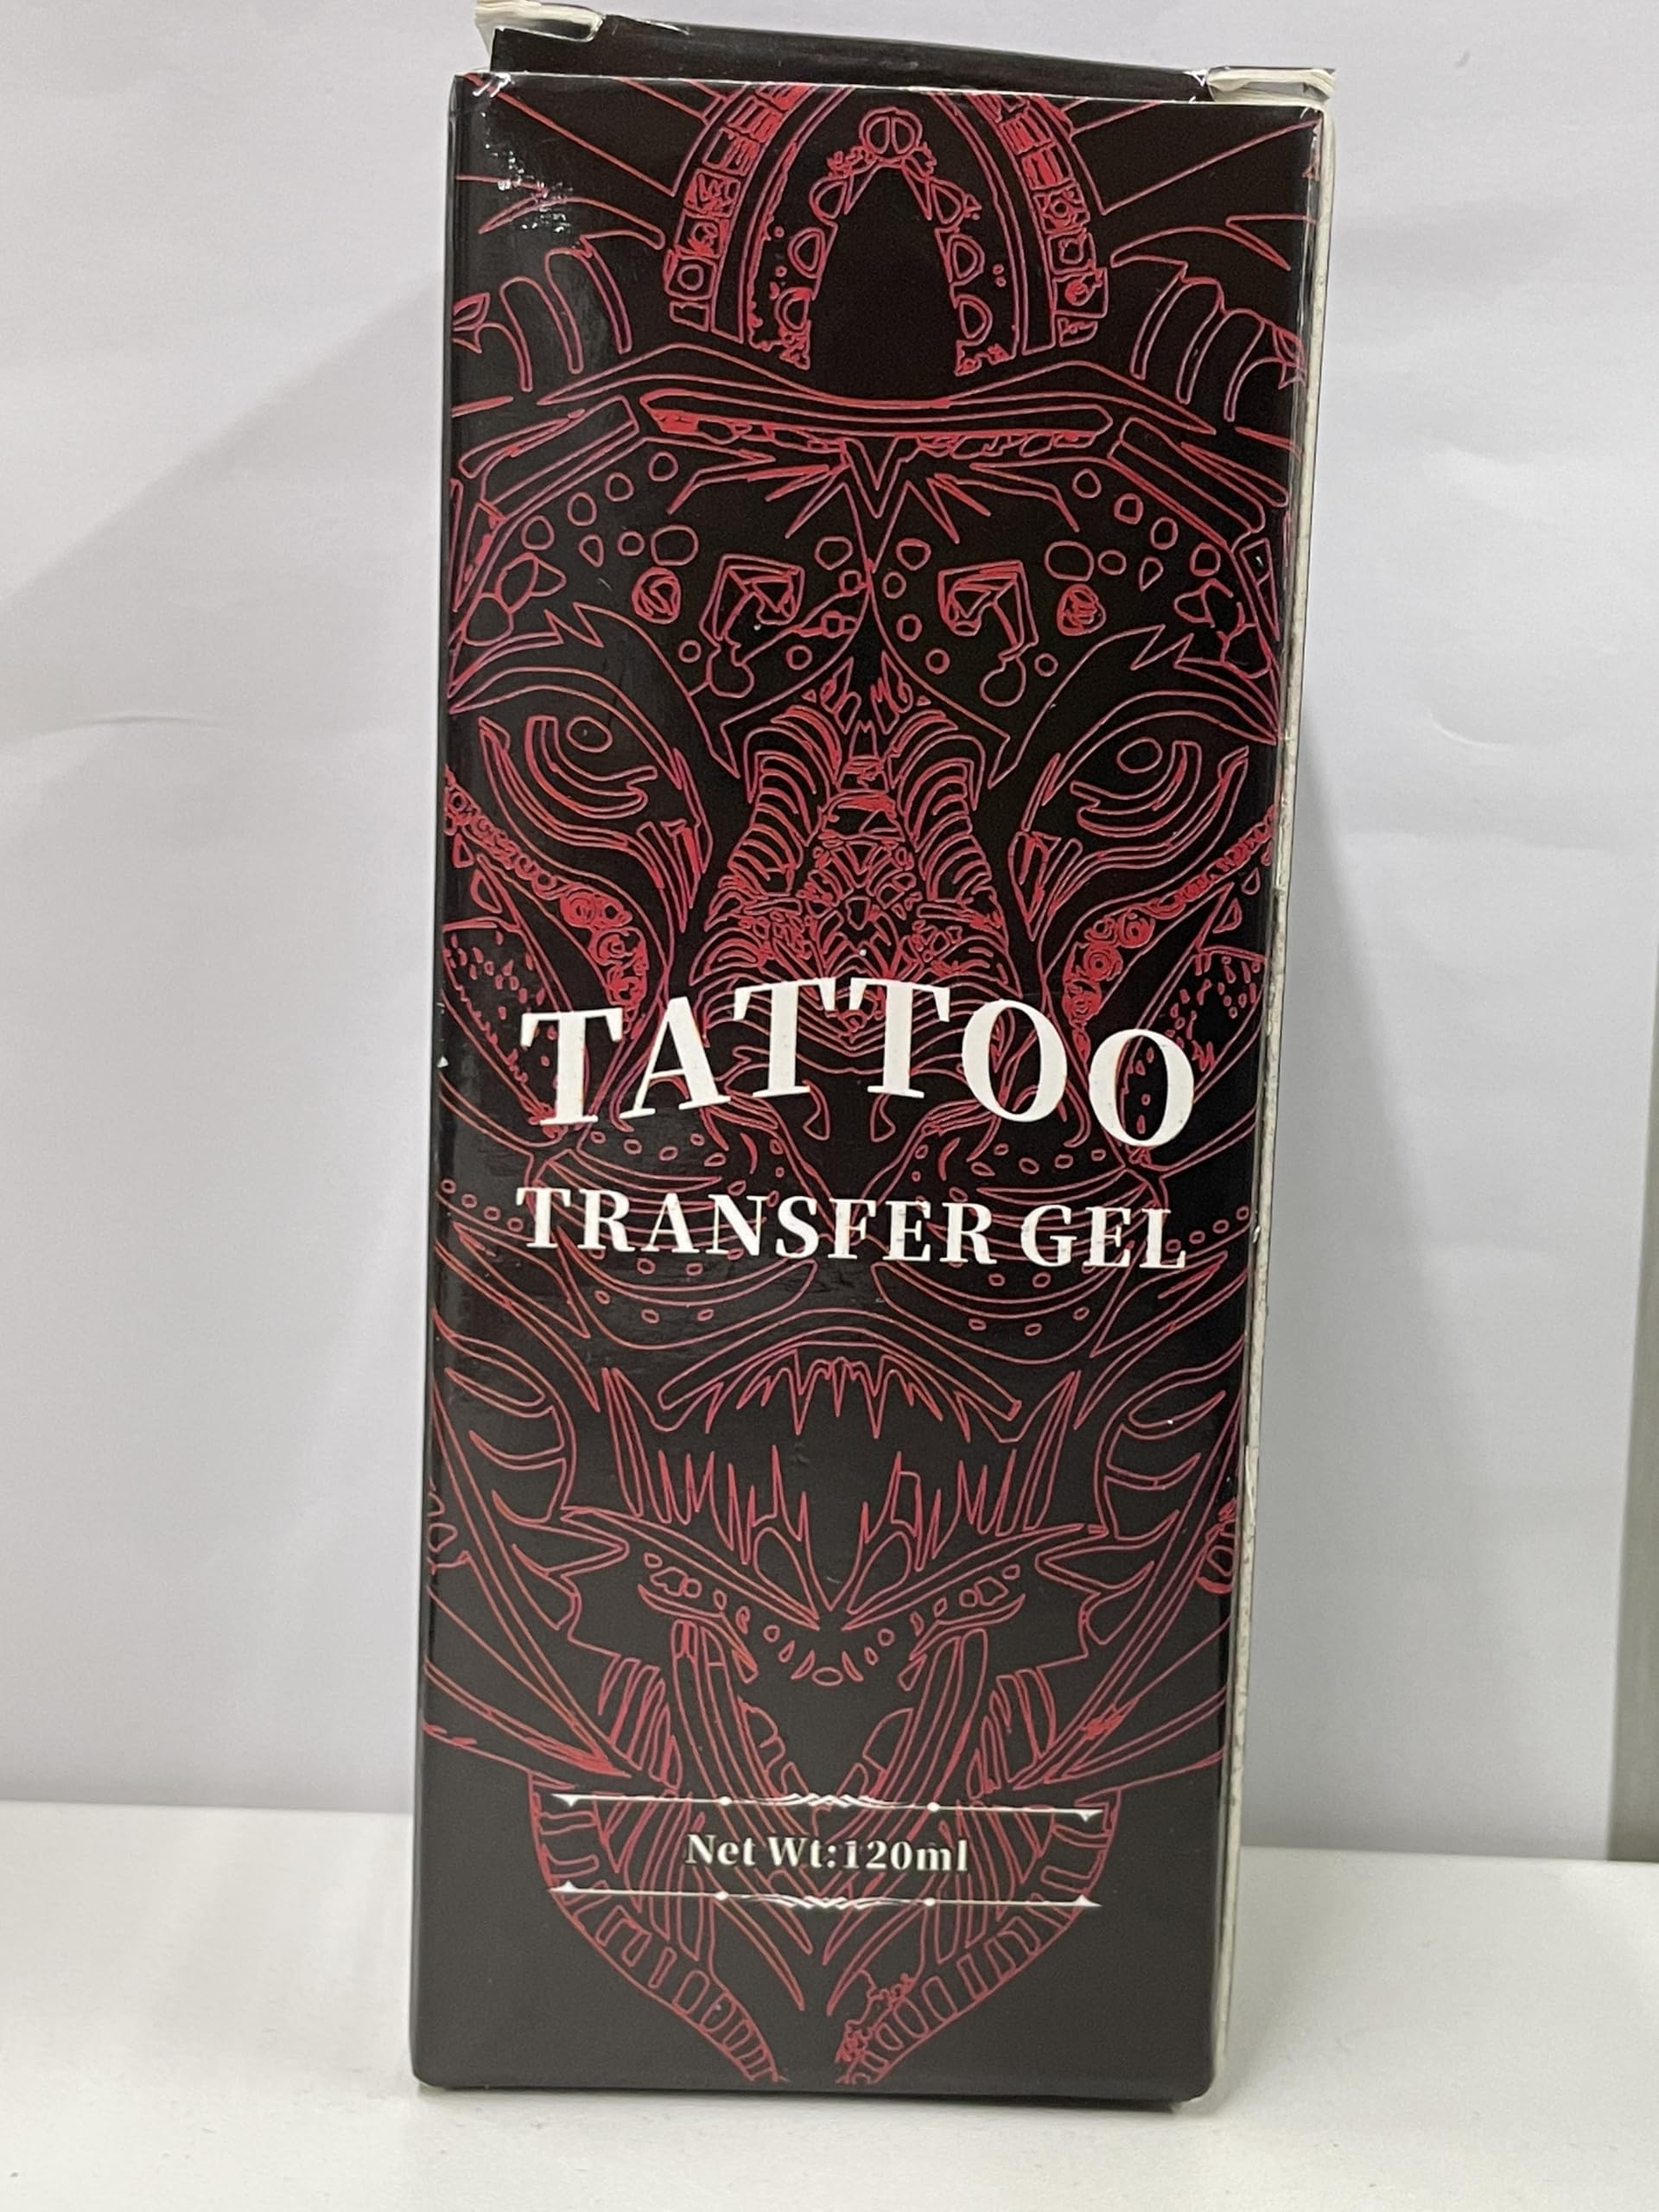 TATTOO
TRANSFER GEL
Net Wt:120ml